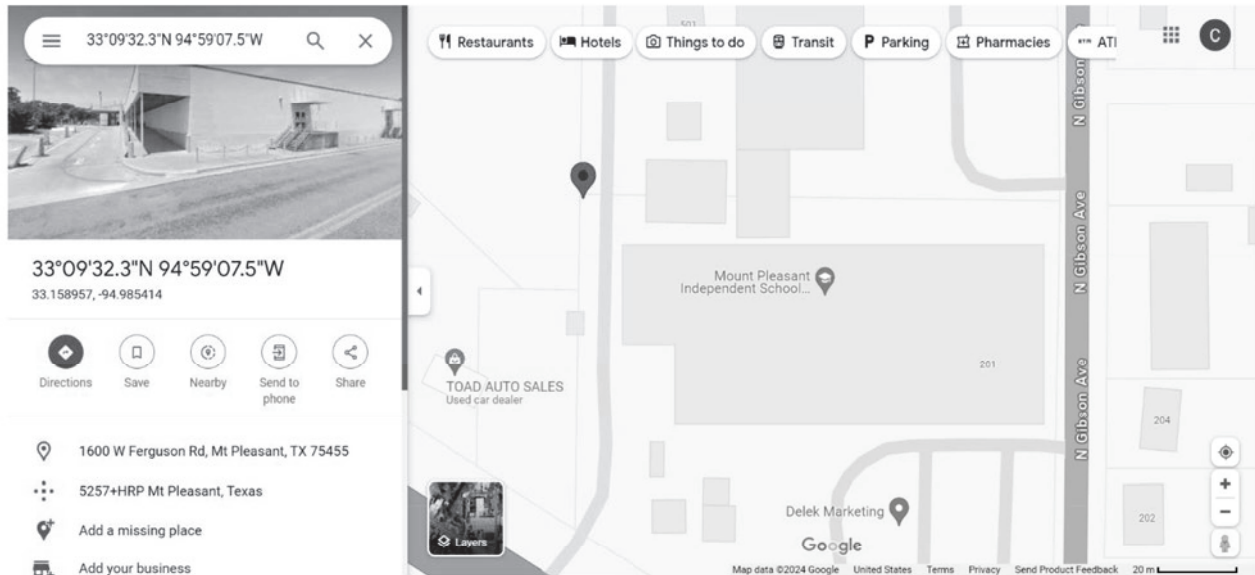 33°09'32.3"N 94°59'07.5"W
33°09'32.3"N 94°59'07.5"W
33.158957, -94.985414
Directions
Save
Nearby
Send to
phone
Share
1600 W Ferguson Rd, Mt Pleasant, TX 75455
5257+HRP Mt Pleasant, Texas
Add a missing place
Add your business
Restaurants
Hotels
Things to do
Transit
P Parking
Pharmacies
ATM
C
501
N Gibson
N Gibson Ave
N Gibson Ave
Mount Pleasant
Independent School...
201
TOAD AUTO SALES
Used car dealer
204
202
Delek Marketing
Layers
Google
Map data ©2024 Google United States Terms Privacy Send Product Feedback 20 m